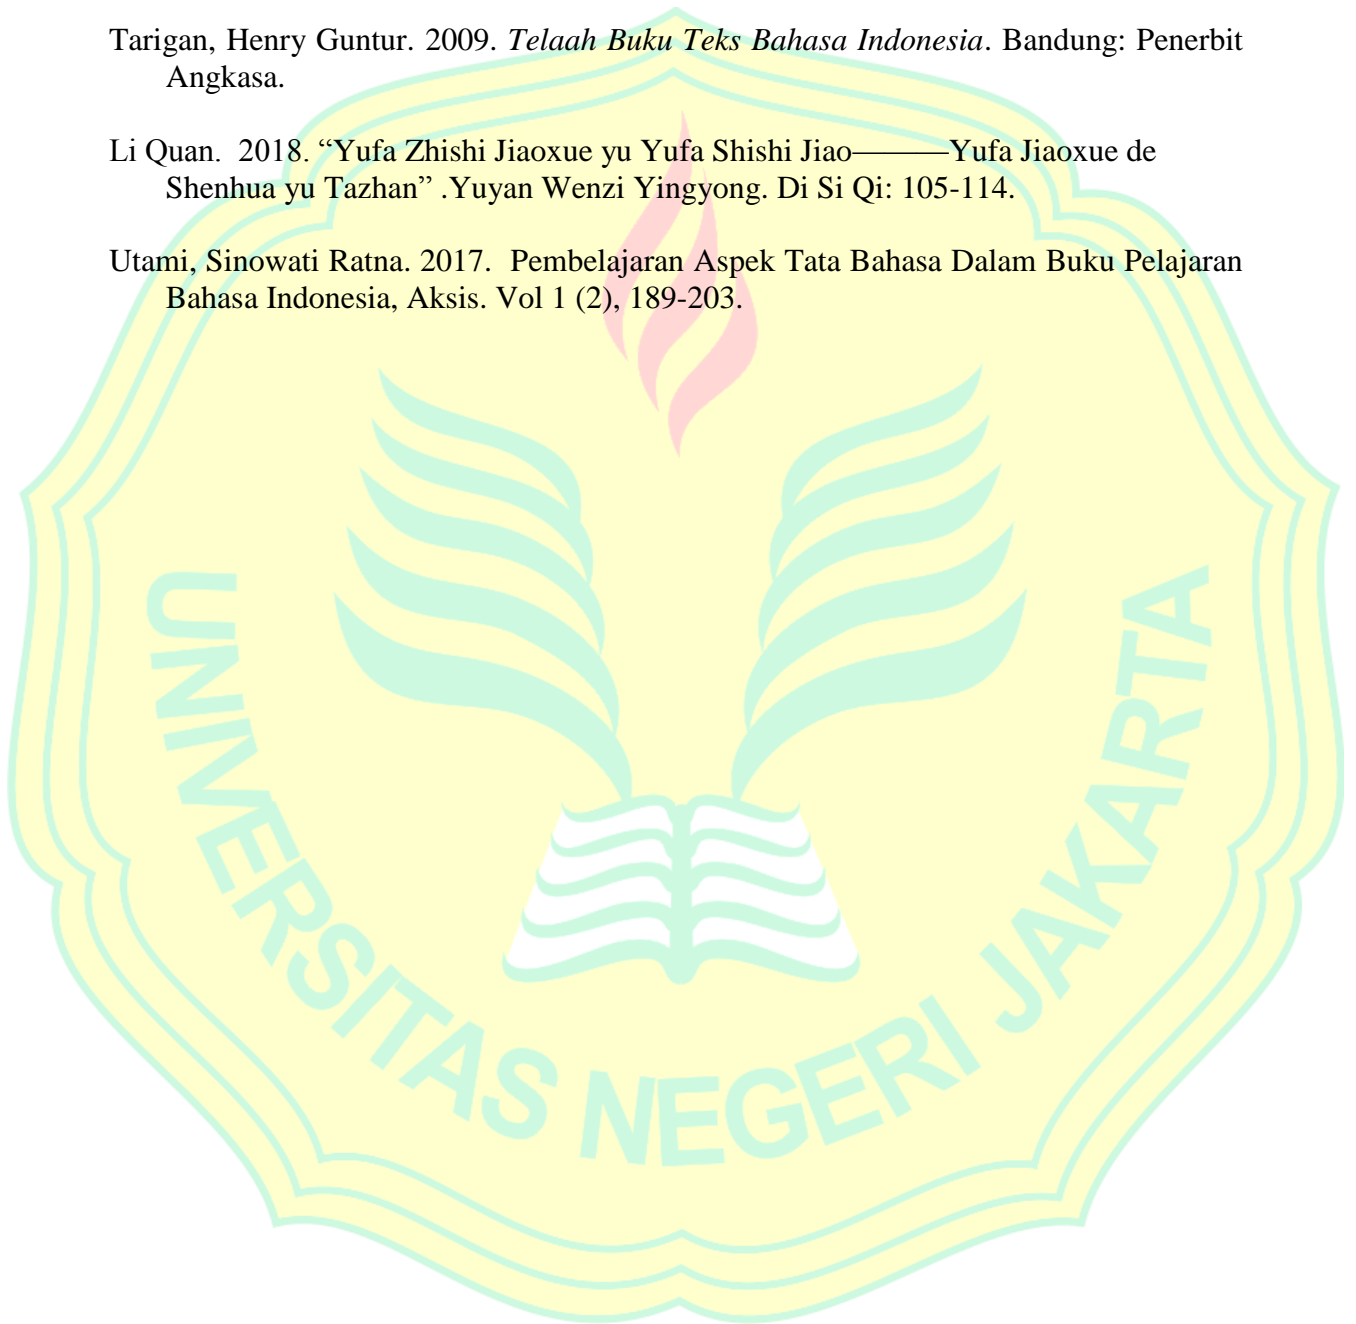 Tarigan, Henry Guntur. 2009. Telaah Buku Teks Bahasa Indonesia. Bandung: Penerbit
Angkasa.
Li Quan.  2018. “Yufa Zhishi Jiaoxue yu Yufa Shishi Jiao———Yufa Jiaoxue de
Shenhua yu Tazhan” .Yuyan Wenzi Yingyong. Di Si Qi: 105-114.
Utami, Sinowati Ratna. 2017.  Pembelajaran Aspek Tata Bahasa Dalam Buku Pelajaran
Bahasa Indonesia, Aksis. Vol 1 (2), 189-203.
UNIVERSITAS NEGERI JAKARTA